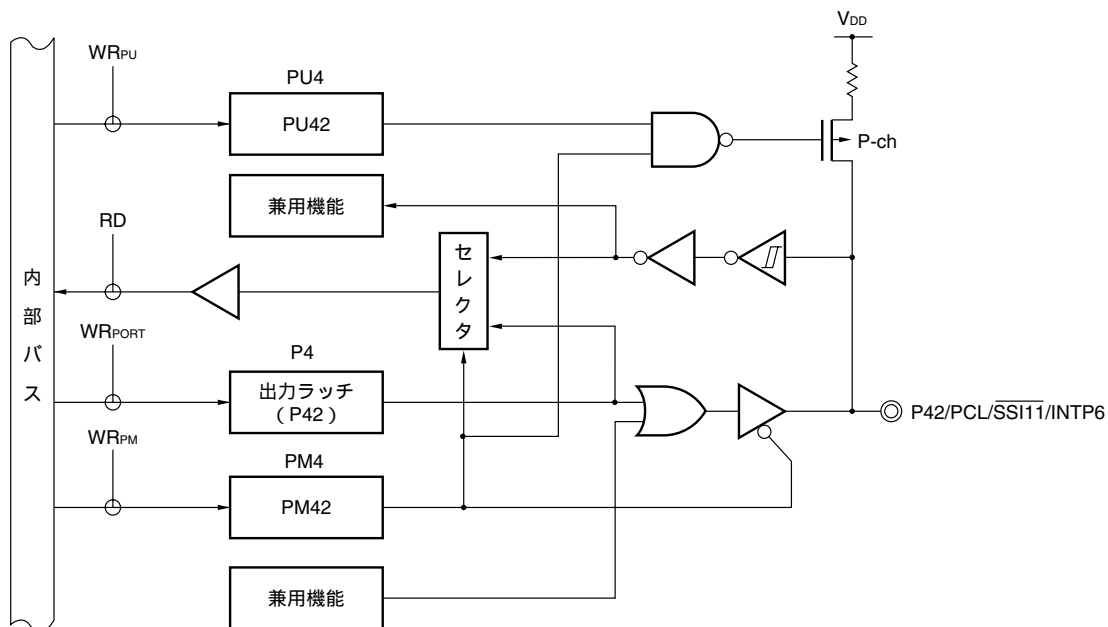 VDD
WRPU
PU4
PU42
P-ch
兼用機能
RD
セレクタ
内部バス
WRPORT
P4
出力ラッチ
(P42)
P42/PCL/SSI11/INTP6
WRPM
PM4
PM42
兼用機能